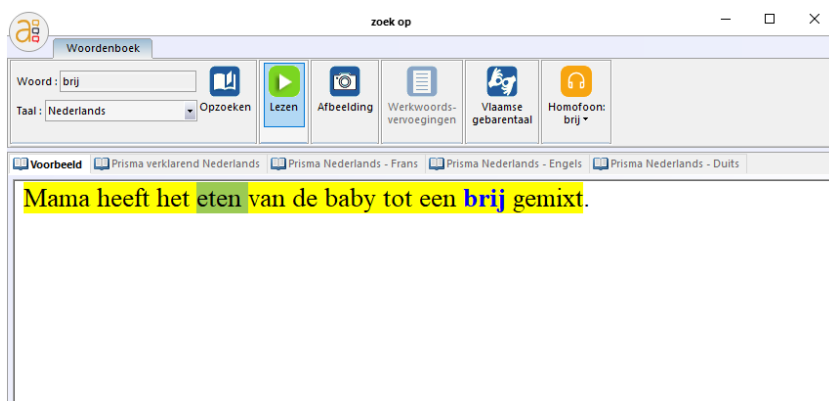 zoek op
Woordenboek
Woord : brij
Taal : Nederlands
Opzoeken
Lezen
Afbeelding
Werkwoords-
vervoegingen
Vlaamse
gebarentaal
Homofoon:
brij
Voorbeeld Prisma verklarend Nederlands Prisma Nederlands - Frans Prisma Nederlands - Engels Prisma Nederlands - Duits
Mama heeft het eten van de baby tot een brij gemixt.